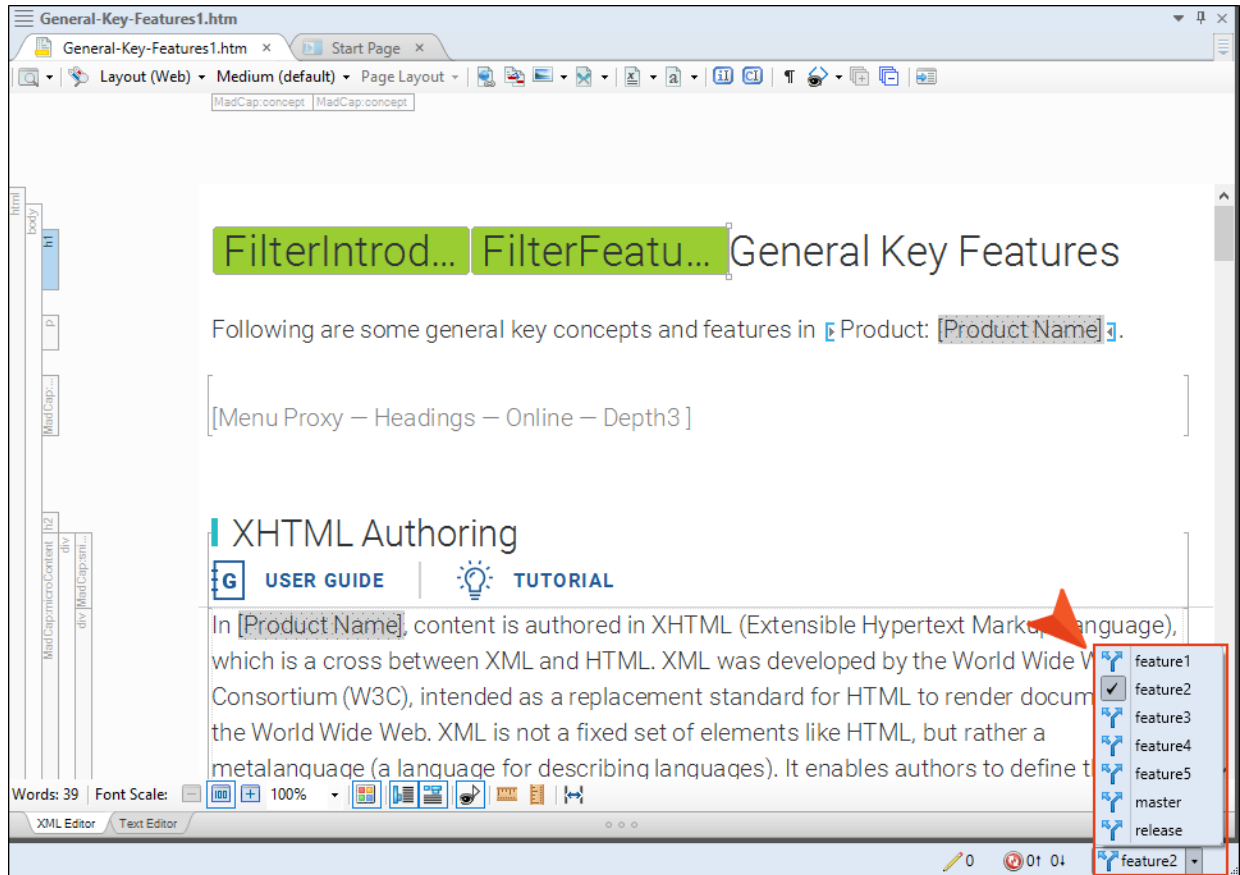 General-Key-Features1.htm
General-Key-Features1.htm × Start Page ×
Layout (Web) Medium (default) Page Layout
MadCap:concept MadCap:concept
html
body
h1
FilterIntrod... FilterFeatu... General Key Features
p
Following are some general key concepts and features in Product: [Product Name] .
MadCap:...
[Menu Proxy — Headings — Online — Depth3 ]
h2
XHTML Authoring
MadCap:microContent
div
div
MadCap:sni...
G USER GUIDE TUTORIAL
In [Product Name], content is authored in XHTML (Extensible Hypertext Markup Language),
which is a cross between XML and HTML. XML was developed by the World Wide W
Consortium (W3C), intended as a replacement standard for HTML to render docum
the World Wide Web. XML is not a fixed set of elements like HTML, but rather a
metalanguage (a language for describing languages). It enables authors to define t
feature1
feature2
feature3
feature4
feature5
master
release
Words: 39 Font Scale: 100 100%
XML Editor Text Editor
0 0↑ 0↓ feature2